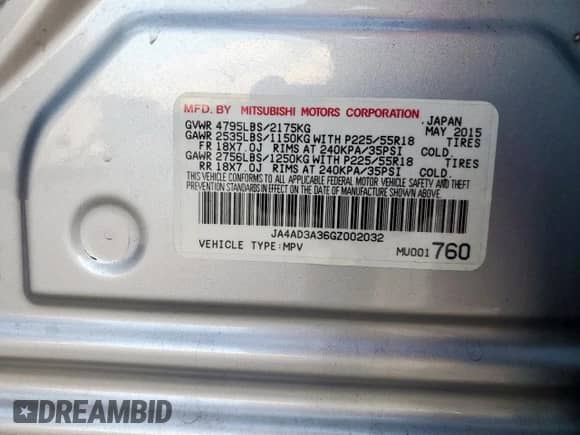 MFD. BY MITSUBISHI MOTORS CORPORATION JAPAN
GVWR 4795LBS/2175KG MAY 2015
GAWR 2535LBS/1150KG WITH P225/55R18 TIRES
FR 18X7.0J RIMS AT 240KPA/35PSI COLD.
GAWR 2756LBS/1250KG WITH P225/55R18 TIRES
RR 18X7.0J RIMS AT 240KPA/35PSI COLD.
THIS VEHICLE CONFORMS TO ALL APPLICABLE FEDERAL MOTOR VEHICLE SAFETY AND THEFT
PREVENTION STANDARDS IN EFFECT ON THE DATE OF MANUFACTURE SHOWN ABOVE.
JA4AD3A36GZ002032
VEHICLE TYPE:MPV MU001760
DREAMBID